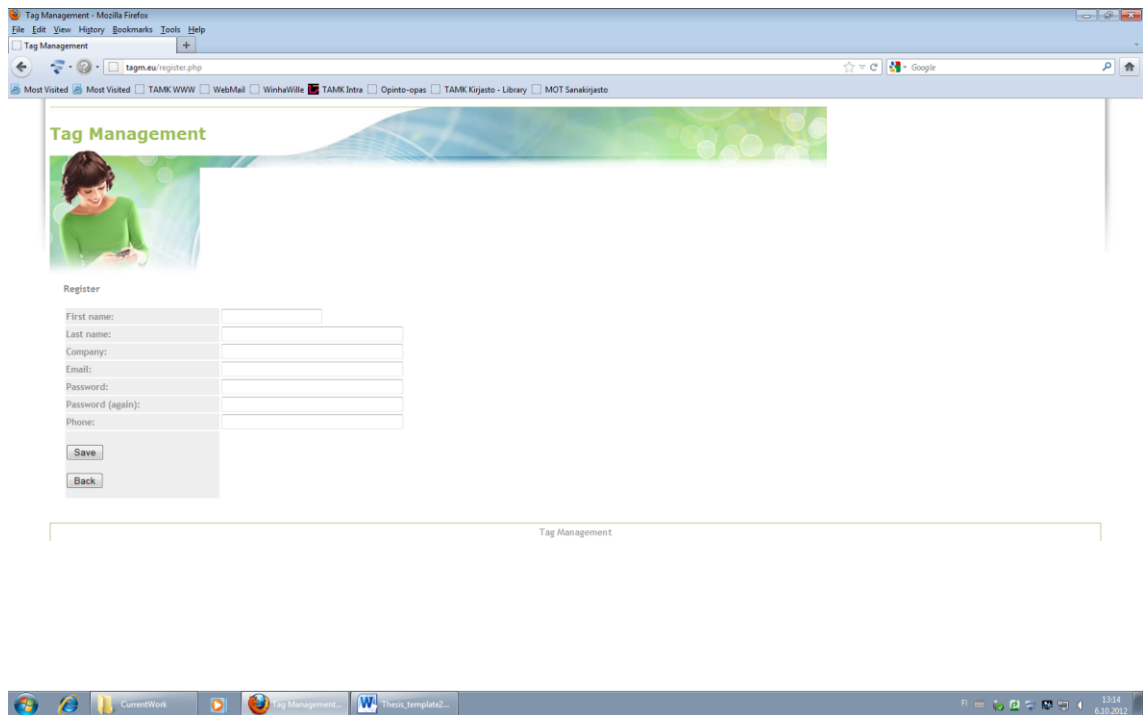 Tag Management - Mozilla Firefox
File Edit View History Bookmarks Tools Help
Tag Management
tagm.eu/register.php
Google
Most Visited Most Visited TAMK WWW WebMail WinhaWille TAMK Intra Opinto-opas TAMK Kirjasto - Library MOT Sanakirjasto
Tag Management
Register
First name:
Last name:
Company:
Email:
Password:
Password (again):
Phone:
Save
Back
Tag Management
CurrentWork Tag Management... Thesis_template2... FI 13:14
6.10.2012